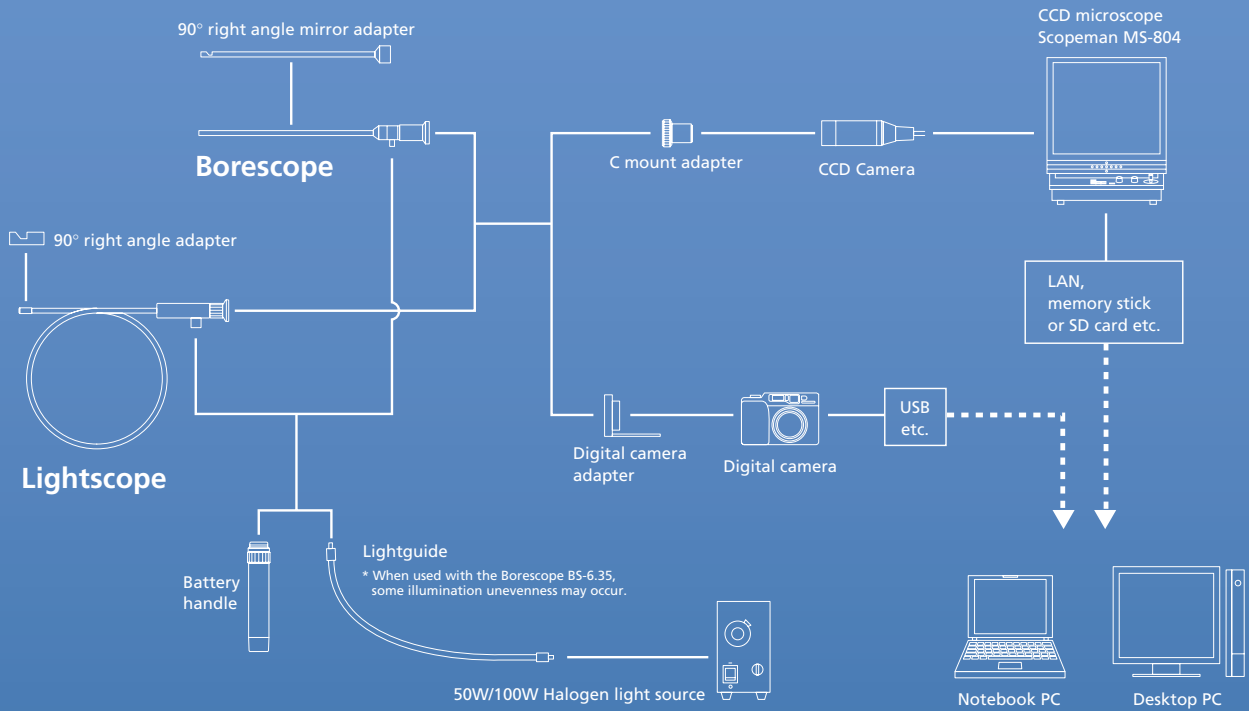 90° right angle mirror adapter
CCD microscope
Scopeman MS-804
Borescope
C mount adapter
CCD Camera
90° right angle adapter
LAN,
memory stick
or SD card etc.
USB
etc.
Digital camera
adapter
Digital camera
Lightscope
Lightguide
* When used with the Borescope BS-6.35,
some illumination unevenness may occur.
Battery
handle
50W/100W Halogen light source
Notebook PC
Desktop PC